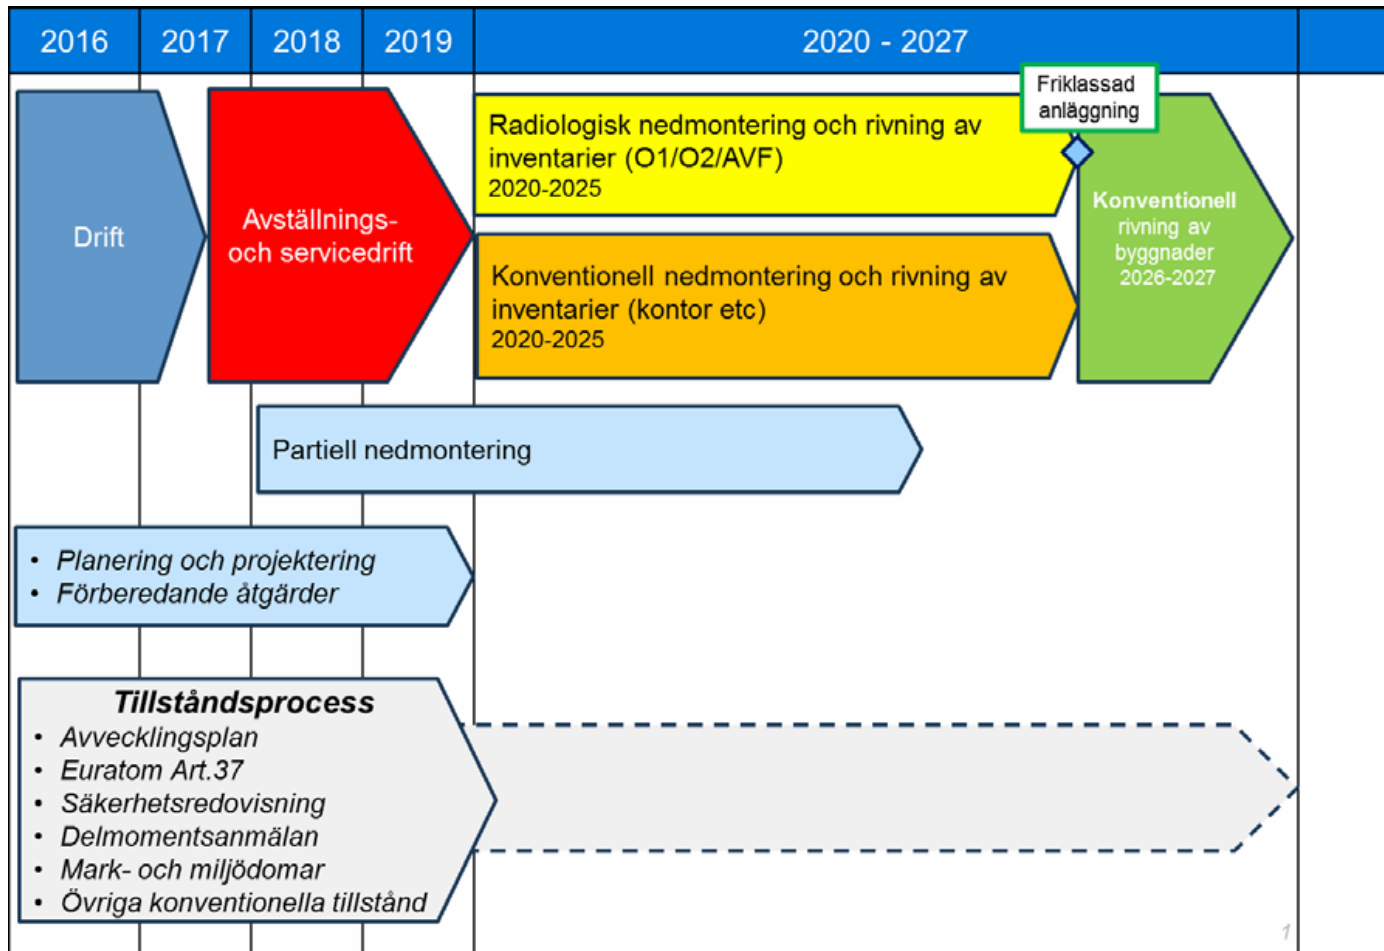 2016 2017 2018 2019 2020 - 2027
Friklassad
anläggning
Drift
Avställnings-
och servicedrift
Radiologisk nedmontering och rivning av
inventarier (O1/O2/AVF)
2020-2025
Konventionell nedmontering och rivning av
inventarier (kontor etc)
2020-2025
Konventionell
rivning av
byggnader
2026-2027
Partiell nedmontering
• Planering och projektering
• Förberedande åtgärder
Tillståndsprocess
• Avvecklingsplan
• Euratom Art.37
• Säkerhetsredovisning
• Delmomentsanmälan
• Mark- och miljödomar
• Övriga konventionella tillstånd
1